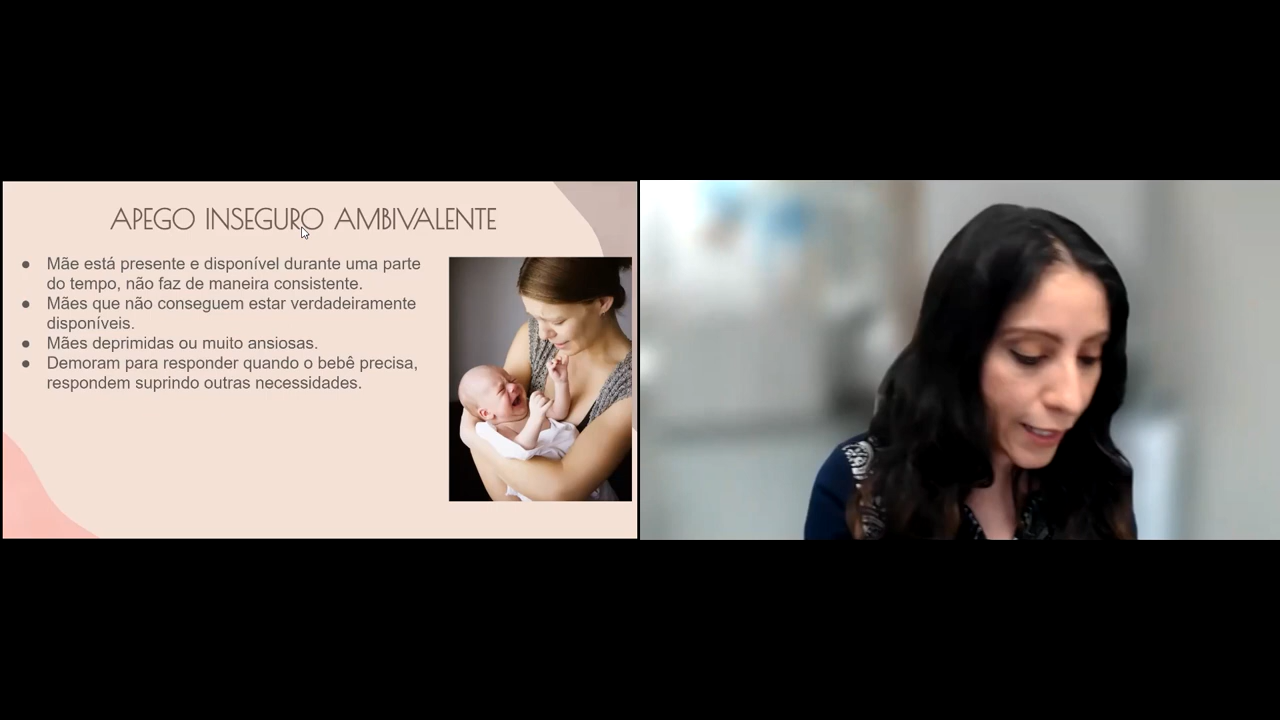 APEGO INSEGURO AMBIVALENTE
● Mãe está presente e disponível durante uma parte
do tempo, não faz de maneira consistente.
● Mães que não conseguem estar verdadeiramente
disponíveis.
● Mães deprimidas ou muito ansiosas.
● Demoram para responder quando o bebê precisa,
respondem suprindo outras necessidades.